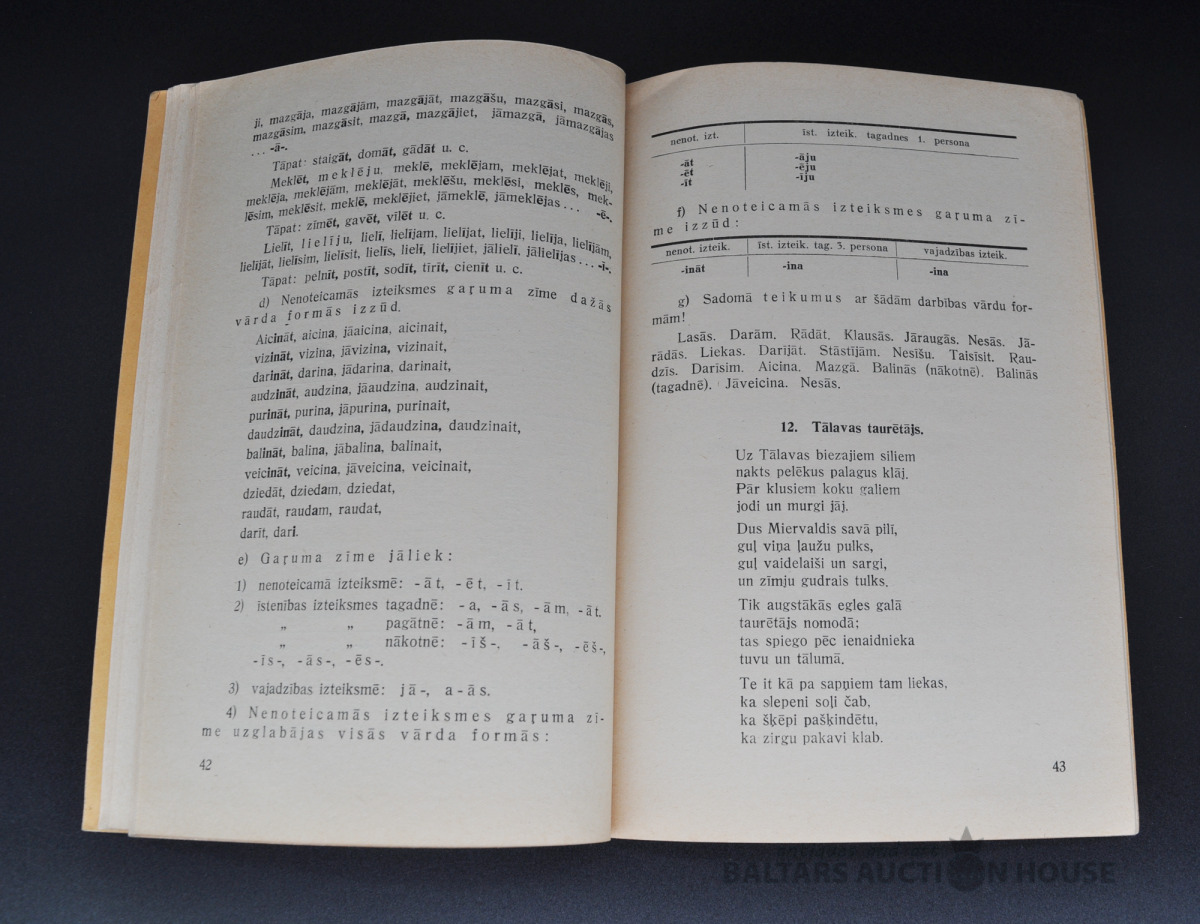 ji, mazgāja, mazgājām, mazgājāt, mazgāšu, mazgāsi, mazgās,
mazgāsim, mazgāsit, mazgā, mazgājiet, jāmazgā, jāmazgājas
... -ā-.
Tāpat: staigāt, domāt, gādāt u. c.
Meklēt, meklēju, meklē, meklējam, meklējat, meklēji,
meklēja, meklējām, meklējāt, meklēšu, meklēsi, meklēs, mek-
lēsim, meklēsit, meklē, meklējiet, jāmeklē, jāmeklējas... -ē-.
Tāpat: zīmēt, gavēt, vīlēt u. c.
Lielīt, lielīju, lielī, lielījam, lielījat, lielīji, lielīja, lielījām,
lielījāt, lielīsim, lielīsit, lielīs, lielī, lielījiet, jālielī, jālielījas...-ī-.
Tāpat: pelnīt, postīt, sodīt, tīrīt, cienīt u. c.
d) Nenoteicamās izteiksmes gaŗuma zīme dažās
vārda formās izzūd.
Aicināt, aicina, jāaicina, aicinait,
vizināt, vizina, jāvizina, vizinait,
darināt, darina, jādarina, darinait,
audzināt, audzina, jāaudzina, audzinait,
purināt, purina, jāpurina, purinait,
daudzināt, daudzina, jādaudzina, daudzinait,
balināt, balina, jābalina, balinait,
veicināt, veicina, jāveicina, veicinait,
dziedāt, dziedam, dziedat,
raudāt, raudam, raudat,
darīt, dari.
e) Gaŗuma zīme jāliek:
1) nenoteicamā izteiksmē: -āt, -ēt, -īt.
2) īstenības izteiksmes tagadnē: -a, -ās, -ām, -āt.
„ „ pagātnē: -ām, -āt,
„ „ nākotnē: -īš-, -āš-, -ēš-,
-īs-, -ās-, -ēs-.
3) vajadzības izteiksmē: jā-, a-ās.
4) Nenoteicamās izteiksmes gaŗuma zī-
me uzglabājas visās vārda formās:
42
nenot. izt. īst. izteik. tagadnes 1. persona
-āt -āju
-ēt -ēju
-īt -īju
f) Nenoteicamās izteiksmes gaŗuma zī-
me izzūd:
nenot. izteik. īst. izteik. tag. 3. persona vajadzības izteik.
-ināt -ina -ina
g) Sadomā teikumus ar šādām darbības vārdu for-
mām!
Lasās. Darām. Rādāt. Klausās. Jāraugās. Nesās. Jā-
rādās. Liekas. Darījāt. Stāstījām. Nesīšu. Taisīsit. Rau-
dzīs. Darīsim. Aicina. Mazgā. Balinās (nākotnē). Balinās
(tagadnē). Jāveicina. Nesās.
12. Tālavas taurētājs.
Uz Tālavas biezajiem siliem
nakts pelēkus palagus klāj.
Pār klusiem koku galiem
jodi un murgi jāj.
Dus Miervaldis savā pilī,
guļ viņa ļaužu pulks,
guļ vaidelaiši un sargi,
un zīmju gudrais tulks.
Tik augstākās egles galā
taurētājs nomodā;
tas spiego pēc ienaidnieka
tuvu un tālumā.
Te it kā pa sapņiem tam liekas,
ka slepeni soļi čab,
ka šķēpi pašķindētu,
ka zirgu pakavi klab.
43
BALTARS AUCTION HOUSE